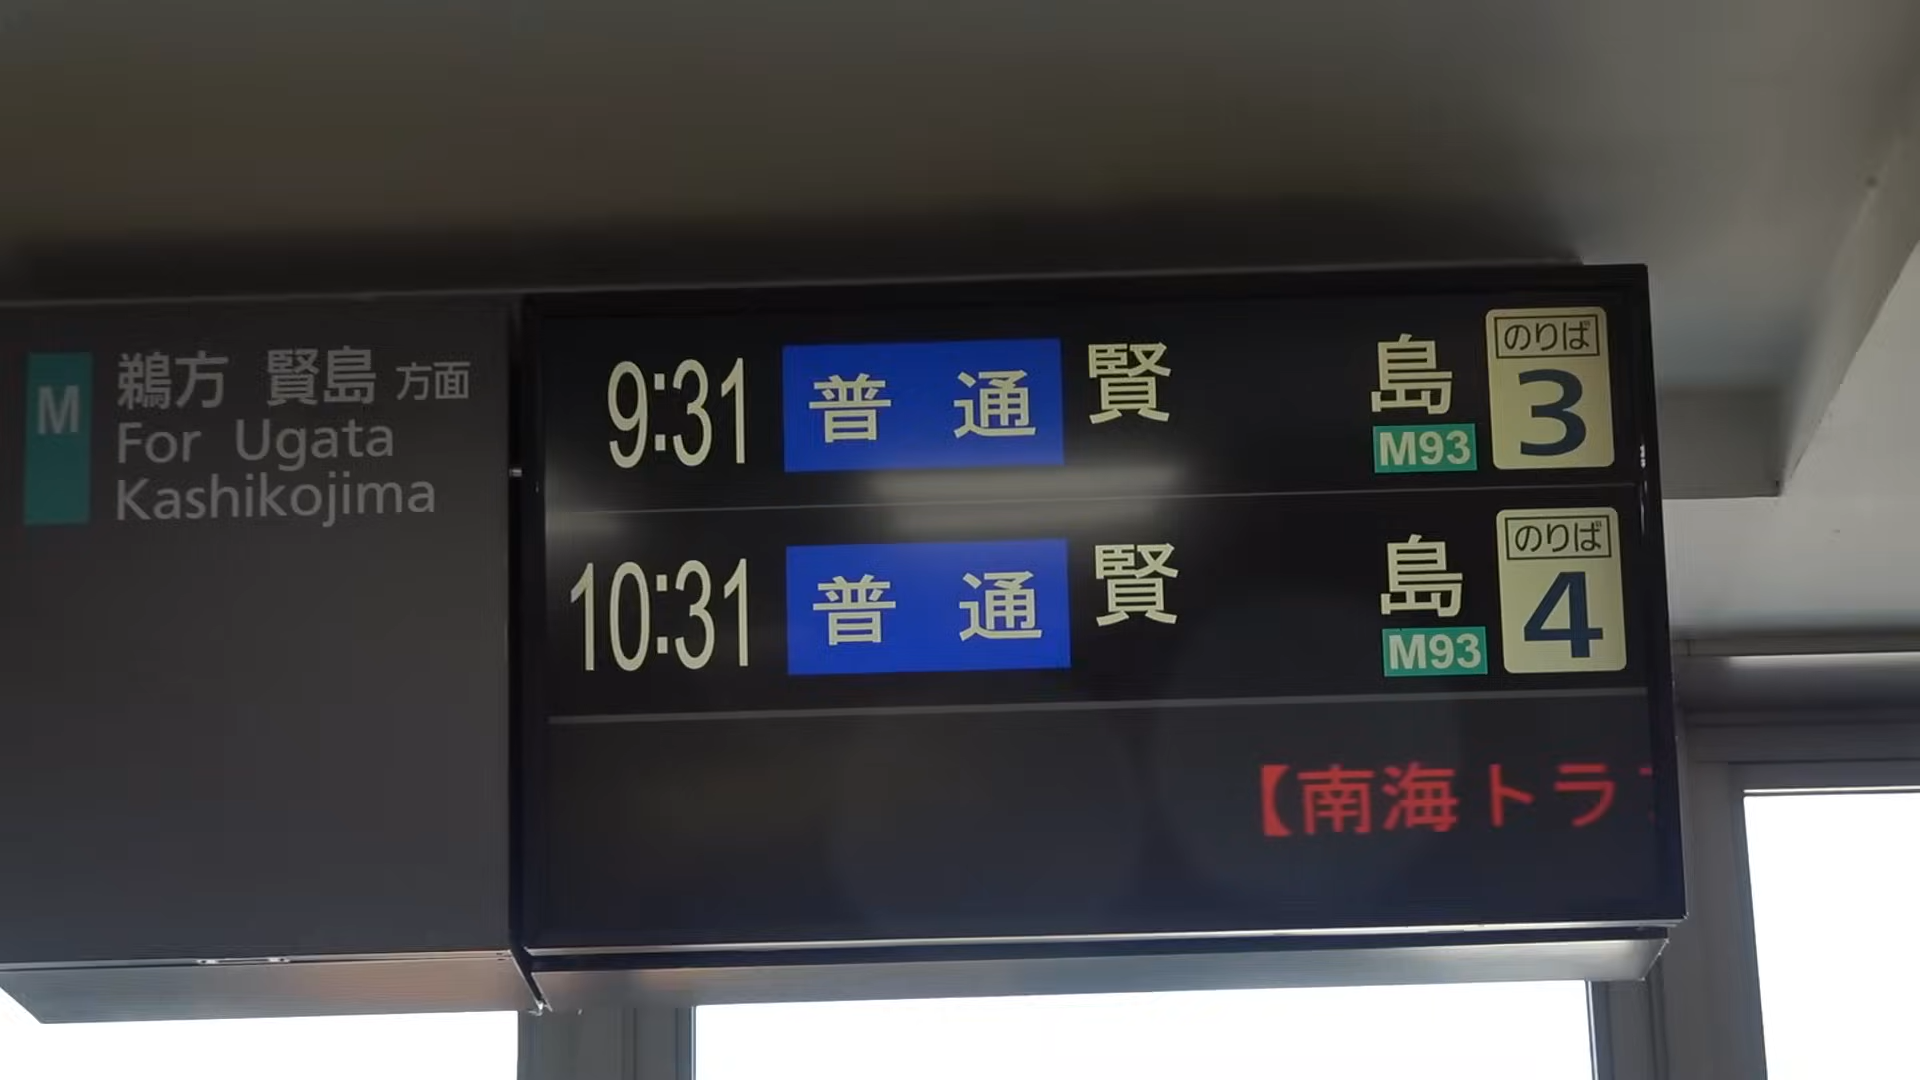 M
鵜方 賢島 方面
For Ugata
Kashikojima
9:31 普通 賢島 M93 のりば 3
10:31 普通 賢島 M93 のりば 4
【南海トラ